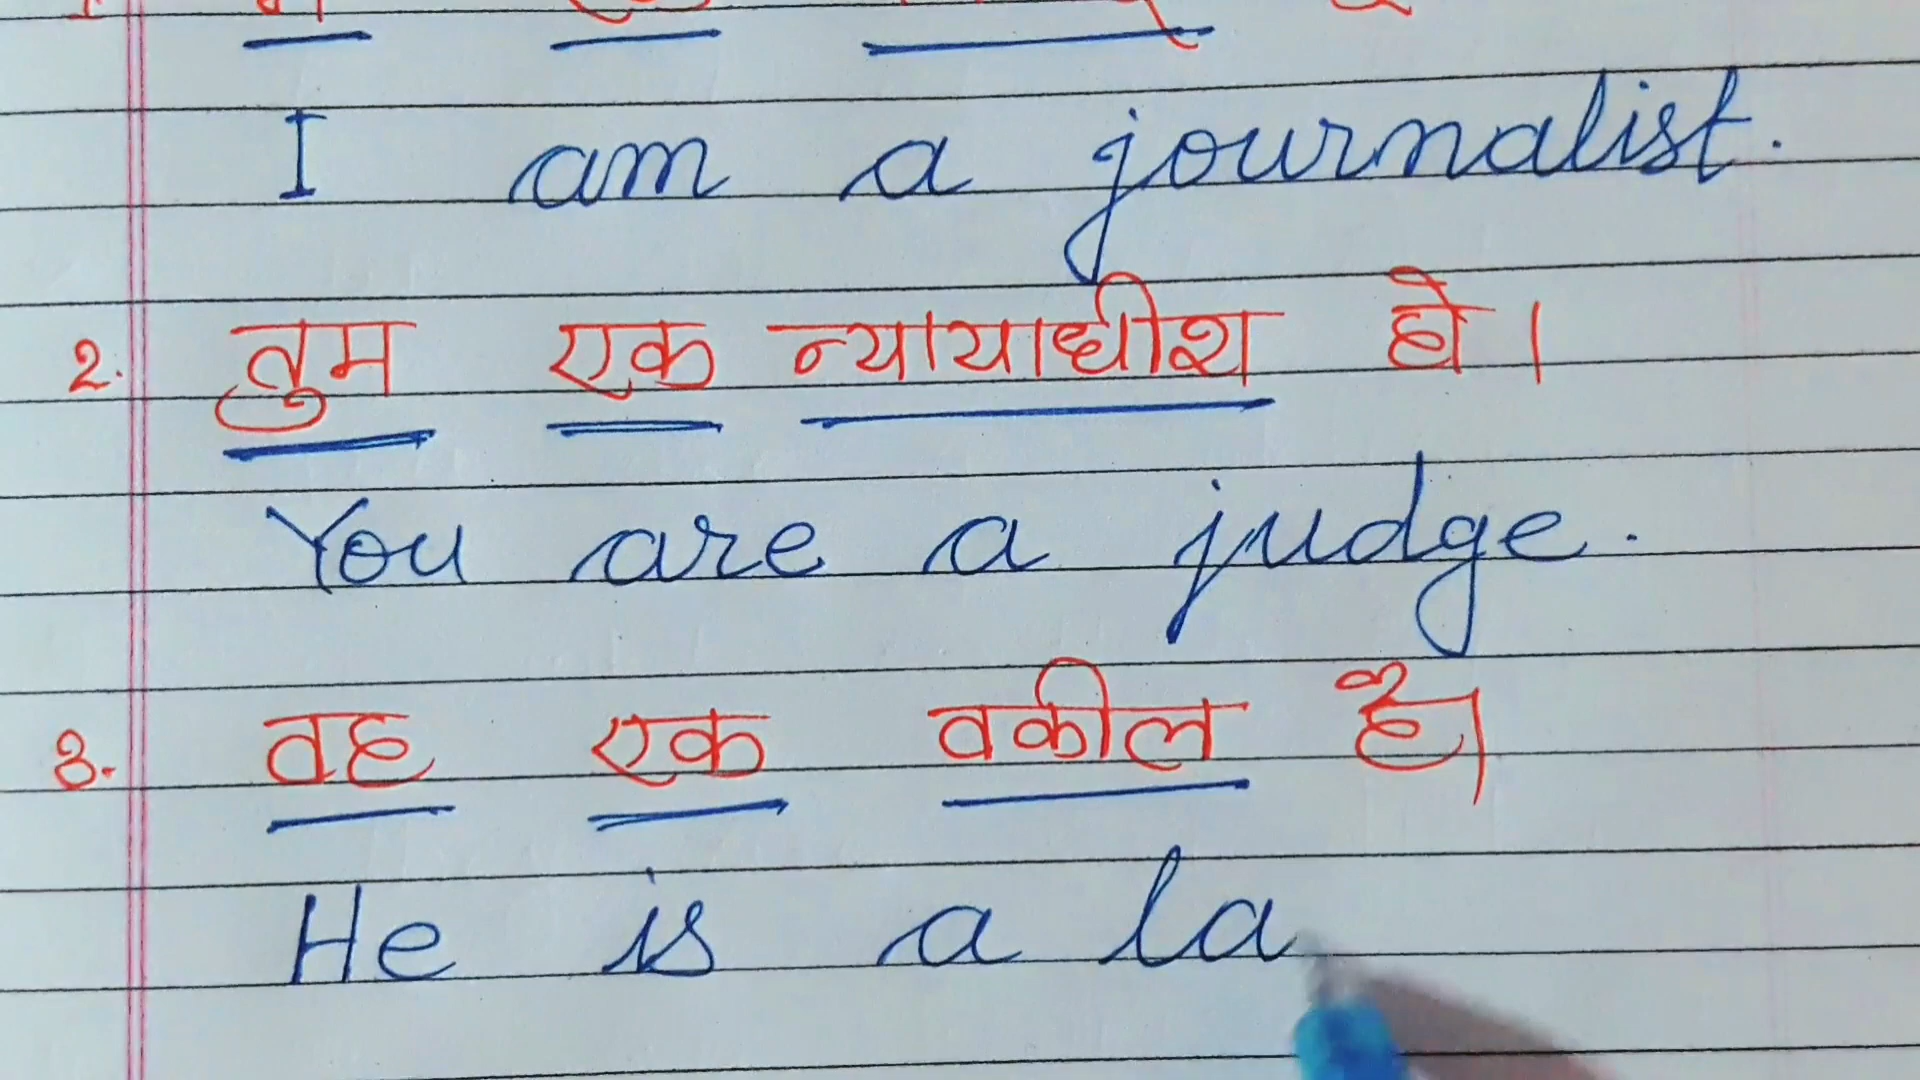 I am a journalist.
2. तुम एक न्यायाधीश हो।
You are a judge.
3. वह एक वकील है।
He is a la